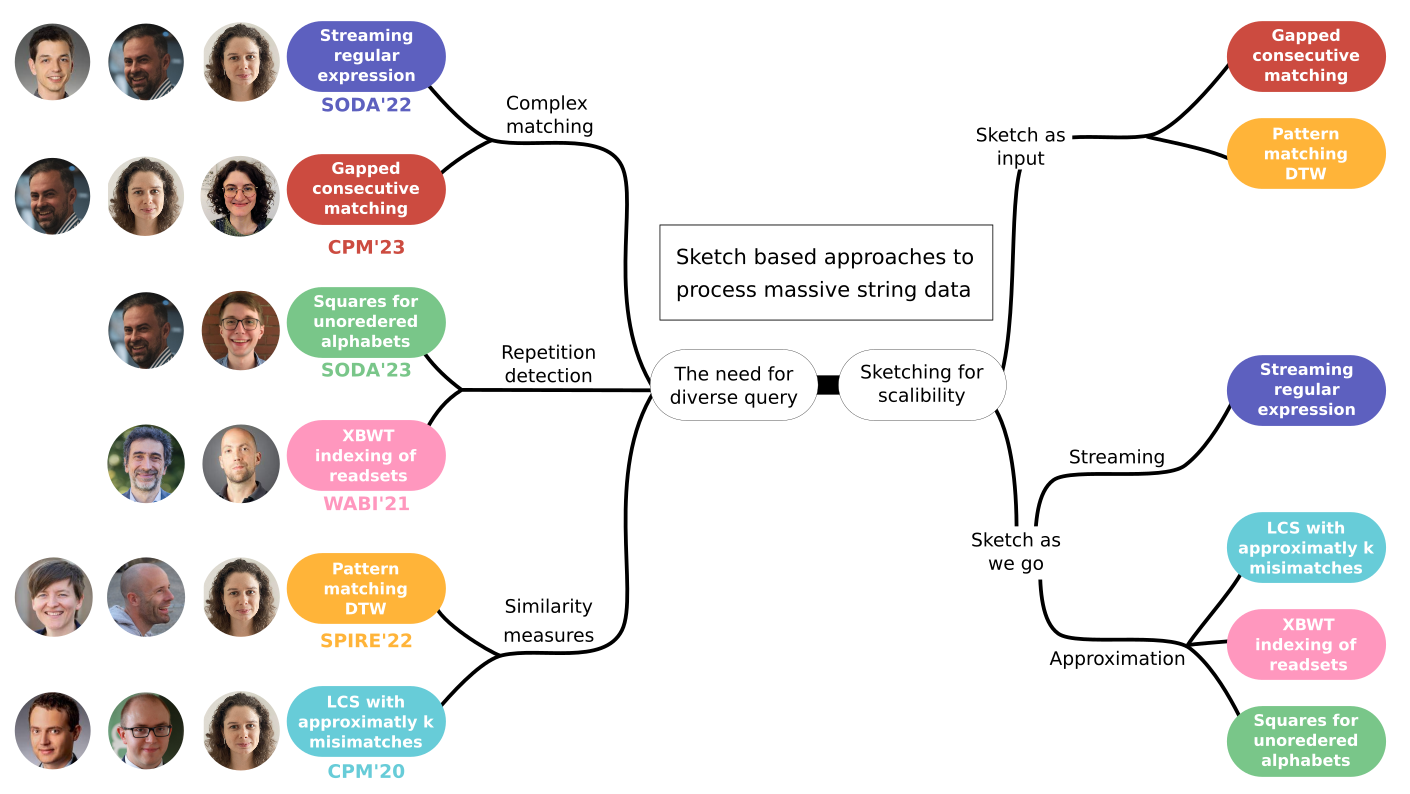 Streaming
regular
expression
SODA'22
Gapped
consecutive
matching
CPM'23
Complex
matching
Squares for
unoredered
alphabets
SODA'23
XBWT
indexing of
readsets
WABI'21
Repetition
detection
Pattern
matching
DTW
SPIRE'22
LCS with
approximatly k
misimatches
CPM'20
Similarity
measures
Sketch based approaches to
process massive string data
The need for
diverse query
Sketching for
scalibility
Sketch as
input
Gapped
consecutive
matching
Pattern
matching
DTW
Sketch as
we go
Streaming
Streaming
regular
expression
Approximation
LCS with
approximatly k
misimatches
XBWT
indexing of
readsets
Squares for
unoredered
alphabets